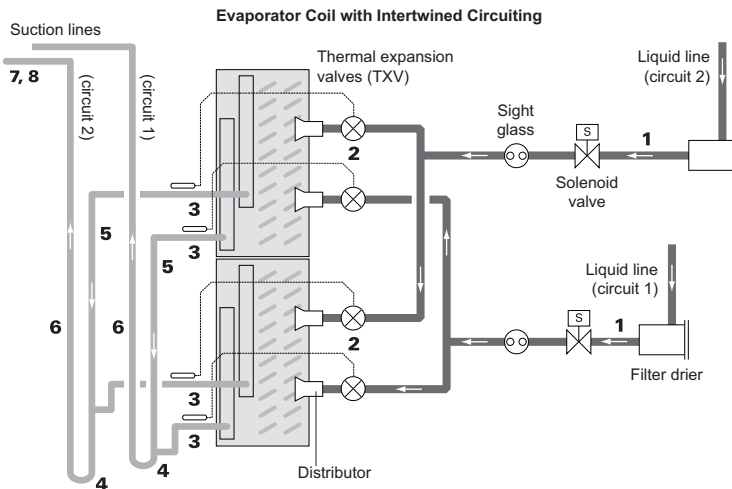 Evaporator Coil with Intertwined Circuiting
Suction lines
7, 8
(circuit 2)
(circuit 1)
Thermal expansion
valves (TXV)
Liquid line
(circuit 2)
Sight
glass
S
1
2
Solenoid
valve
3
3
5
5
Liquid line
(circuit 1)
S
1
6
6
2
Filter drier
3
3
4
4
Distributor